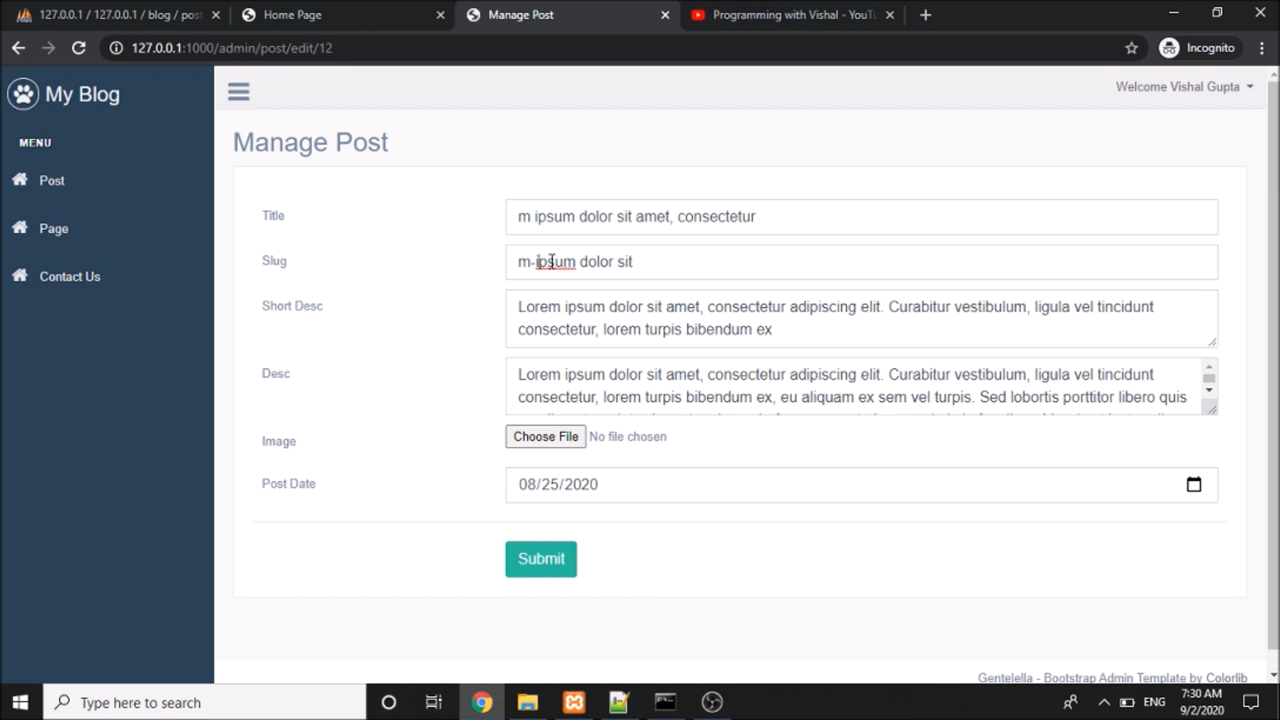 127.0.0.1 / 127.0.0.1 / blog / post
Home Page
Manage Post
Programming with Vishal - YouTu
127.0.0.1:1000/admin/post/edit/12
Incognito
My Blog
Welcome Vishal Gupta
MENU
Manage Post
Post
Page
Contact Us
Title
m ipsum dolor sit amet, consectetur
Slug
m-ipsum dolor sit
Short Desc
Lorem ipsum dolor sit amet, consectetur adipiscing elit. Curabitur vestibulum, ligula vel tincidunt
consectetur, lorem turpis bibendum ex
Desc
Lorem ipsum dolor sit amet, consectetur adipiscing elit. Curabitur vestibulum, ligula vel tincidunt
consectetur, lorem turpis bibendum ex, eu aliquam ex sem vel turpis. Sed lobortis porttitor libero quis
Image
Choose File No file chosen
Post Date
08/25/2020
Submit
Gentelella - Bootstrap Admin Template by Colorlib
Type here to search
ENG
7:30 AM
9/2/2020